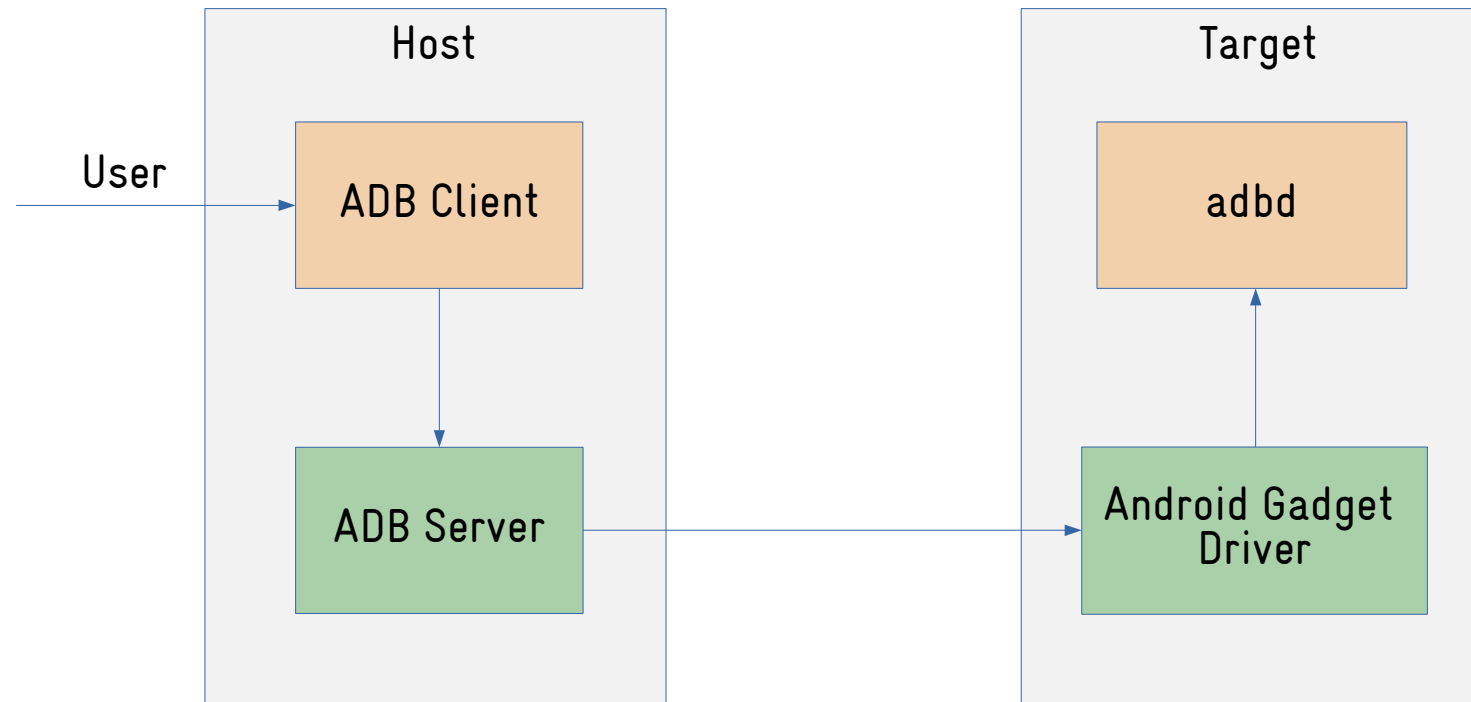 Host
Target
User
ADB Client
adbd
ADB Server
Android Gadget
Driver